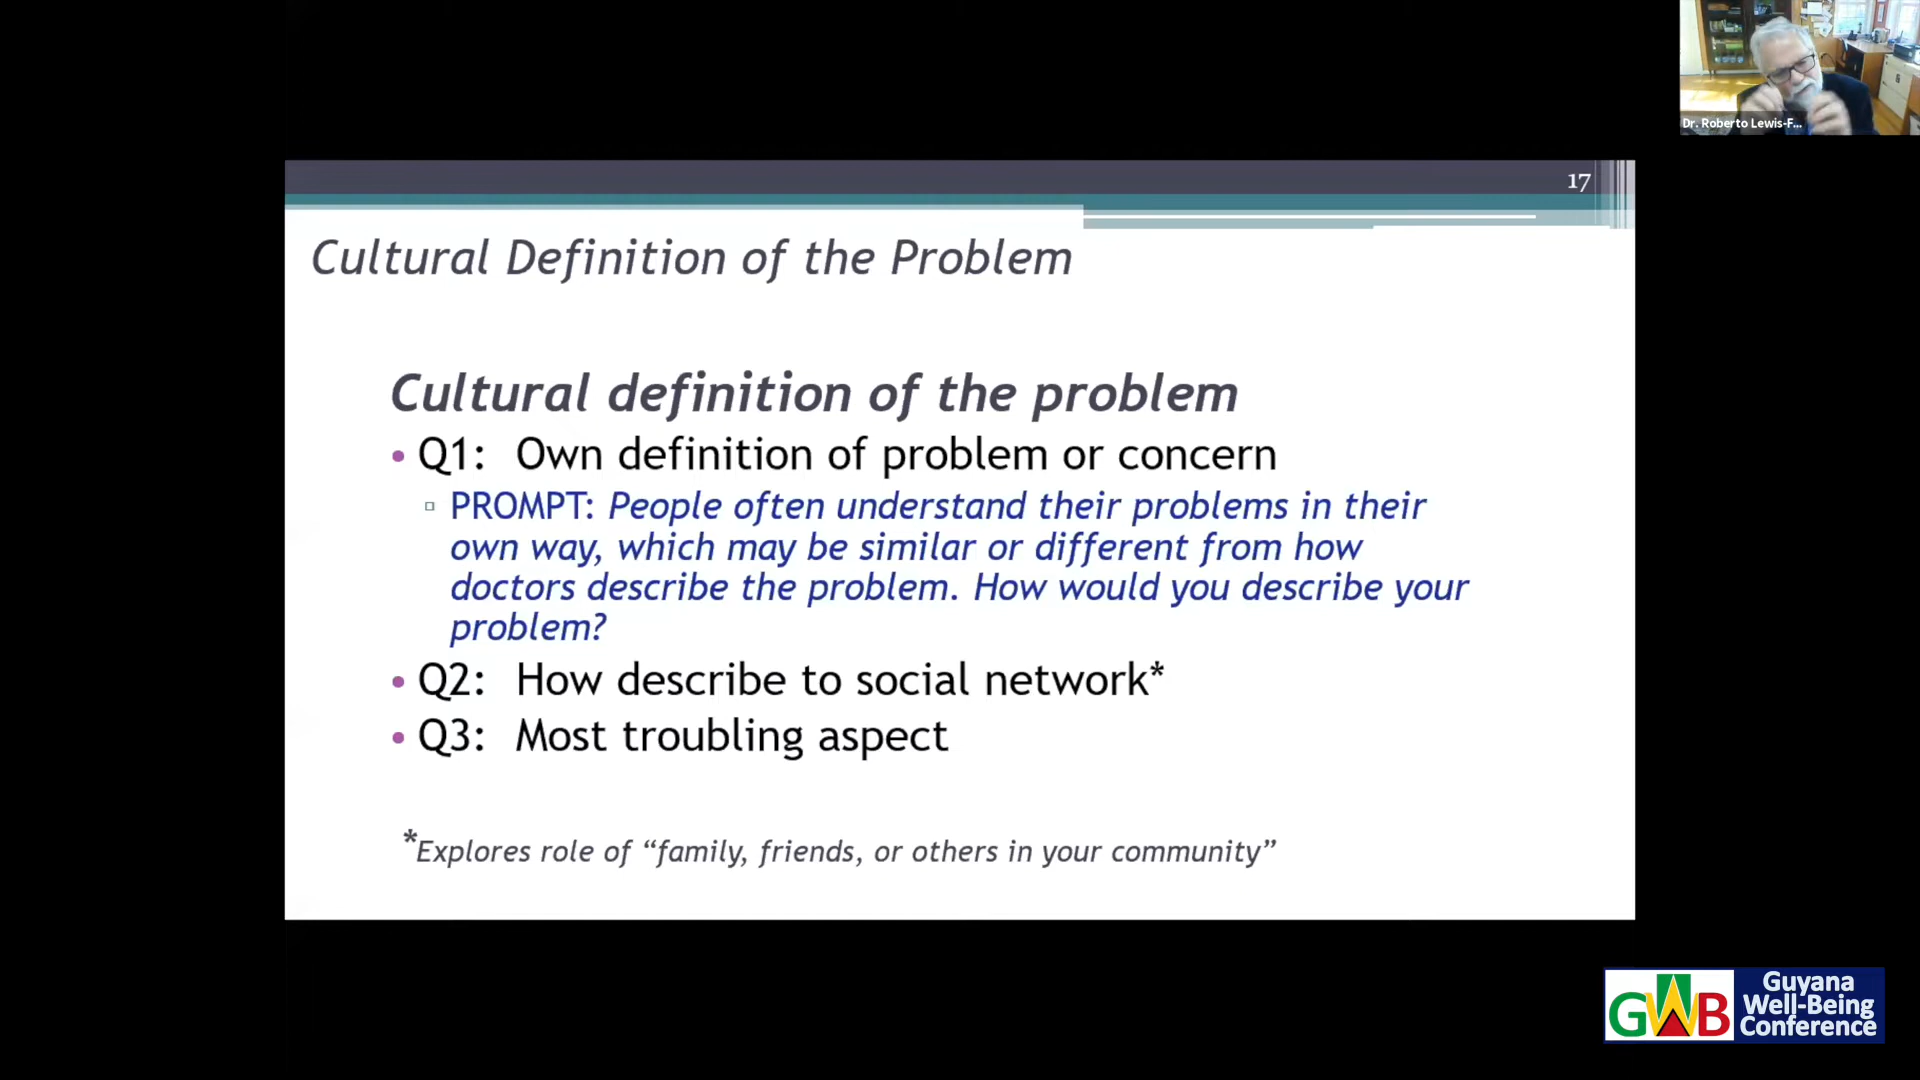 Dr. Roberto Lewis-F...
17
Cultural Definition of the Problem
Cultural definition of the problem
• Q1: Own definition of problem or concern
PROMPT: People often understand their problems in their
own way, which may be similar or different from how
doctors describe the problem. How would you describe your
problem?
• Q2: How describe to social network*
• Q3: Most troubling aspect
*Explores role of “family, friends, or others in your community”
GWB
Guyana
Well-Being
Conference